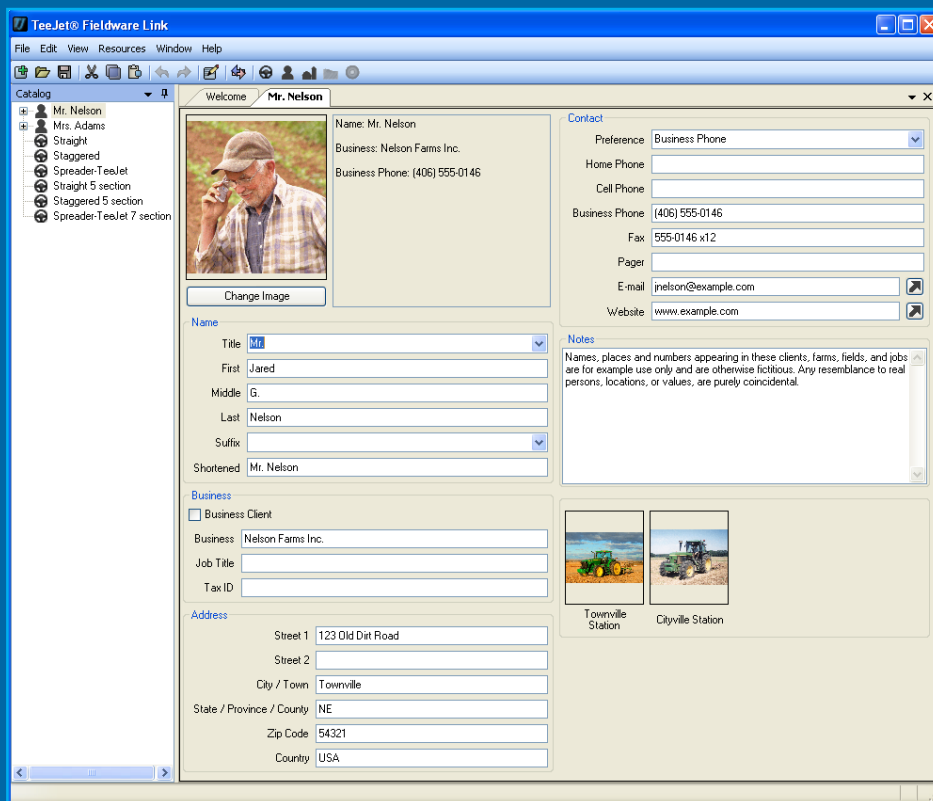 TeeJet® Fieldware Link
File Edit View Resources Window Help
Catalog
Mr. Nelson
Mrs. Adams
Straight
Staggered
Spreader-TeeJet
Straight 5 section
Staggered 5 section
Spreader-TeeJet 7 section
Welcome Mr. Nelson
Name: Mr. Nelson
Business: Nelson Farms Inc.
Business Phone: (406) 555-0146
Change Image
Name
Title Mr.
First Jared
Middle G.
Last Nelson
Suffix
Shortened Mr. Nelson
Business
Business Client
Business Nelson Farms Inc.
Job Title
Tax ID
Address
Street 1 123 Old Dirt Road
Street 2
City / Town Townville
State / Province / County NE
Zip Code 54321
Country USA
Contact
Preference Business Phone
Home Phone
Cell Phone
Business Phone (406) 555-0146
Fax 555-0146 x12
Pager
E-mail jnelson@example.com
Website www.example.com
Notes
Names, places and numbers appearing in these clients, farms, fields, and jobs
are for example use only and are otherwise fictitious. Any resemblance to real
persons, locations, or values, are purely coincidental.
Townville
Station
Cityville Station